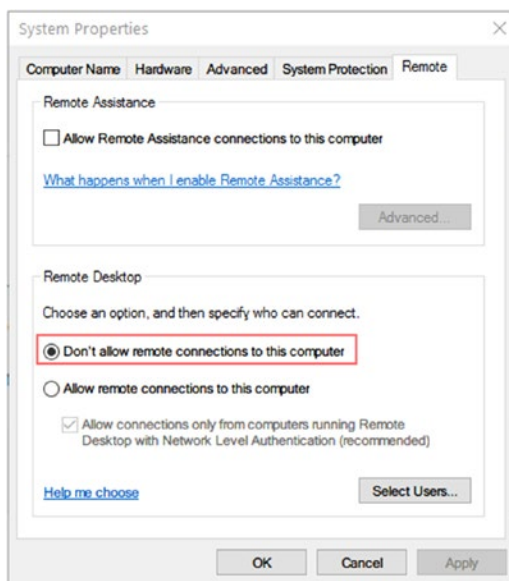 System Properties
Computer Name Hardware Advanced System Protection Remote
Remote Assistance
Allow Remote Assistance connections to this computer
What happens when I enable Remote Assistance?
Advanced...
Remote Desktop
Choose an option, and then specify who can connect.
Don't allow remote connections to this computer
Allow remote connections to this computer
Allow connections only from computers running Remote
Desktop with Network Level Authentication (recommended)
Help me choose
Select Users...
OK Cancel Apply